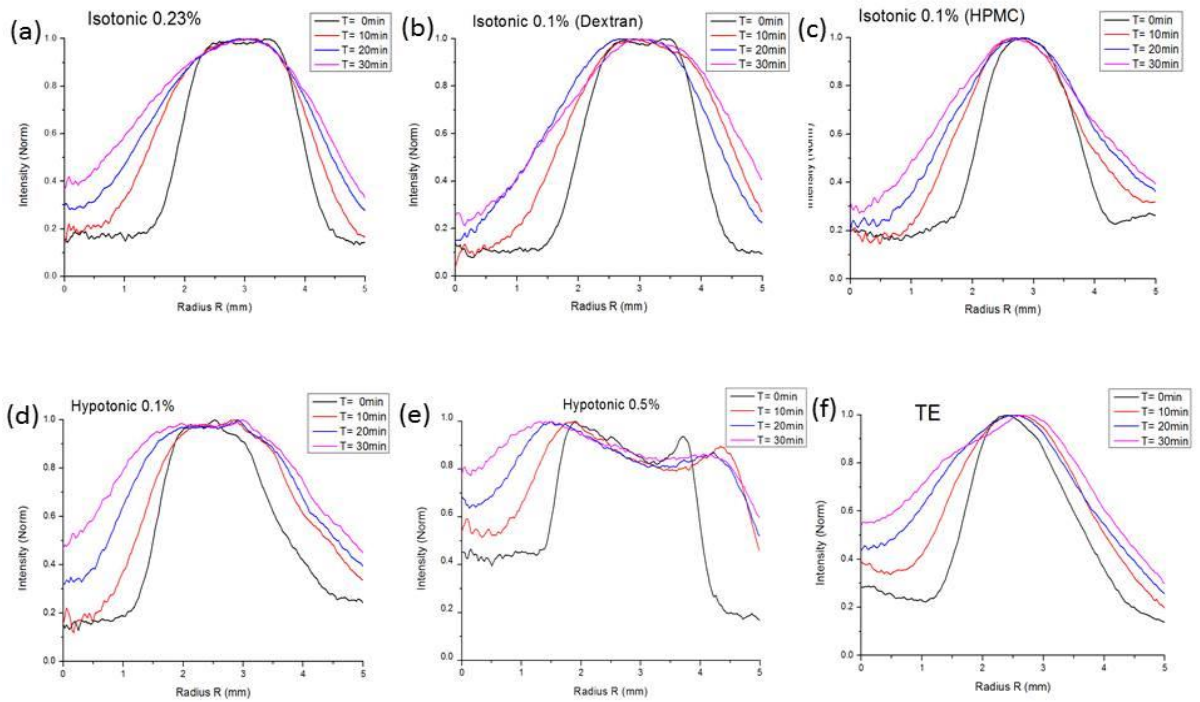 (a)
Isotonic 0.23%
T= 0min
T= 10min
T= 20min
T= 30min
Intensity (Norm)
1.0
0.8
0.6
0.4
0.2
0.0
0 1 2 3 4 5
Radius R (mm)
(b)
Isotonic 0.1% (Dextran)
T= 0min
T= 10min
T= 20min
T= 30min
Intensity (Norm)
1.0
0.8
0.6
0.4
0.2
0.0
0 1 2 3 4 5
Radius R (mm)
(c)
Isotonic 0.1% (HPMC)
T= 0min
T= 10min
T= 20min
T= 30min
Intensity (Norm)
1.0
0.8
0.6
0.4
0.2
0.0
0 1 2 3 4 5
Radius R (mm)
(d)
Hypotonic 0.1%
T= 0min
T= 10min
T= 20min
T= 30min
Intensity (Norm)
1.0
0.8
0.6
0.4
0.2
0.0
0 1 2 3 4 5
Radius R (mm)
(e)
Hypotonic 0.5%
T= 0min
T= 10min
T= 20min
T= 30min
Intensity (Norm)
1.0
0.8
0.6
0.4
0.2
0.0
0 1 2 3 4 5
Radius R (mm)
(f)
TE
T= 0min
T= 10min
T= 20min
T= 30min
Intensity (Norm)
1.0
0.8
0.6
0.4
0.2
0.0
0 1 2 3 4 5
Radius R (mm)